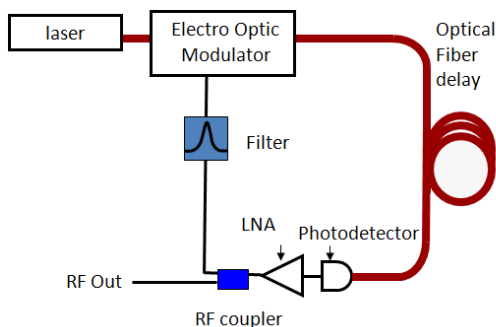 laser
Electro Optic
Modulator
Optical
Fiber
delay
Filter
LNA
Photodetector
RF Out
RF coupler